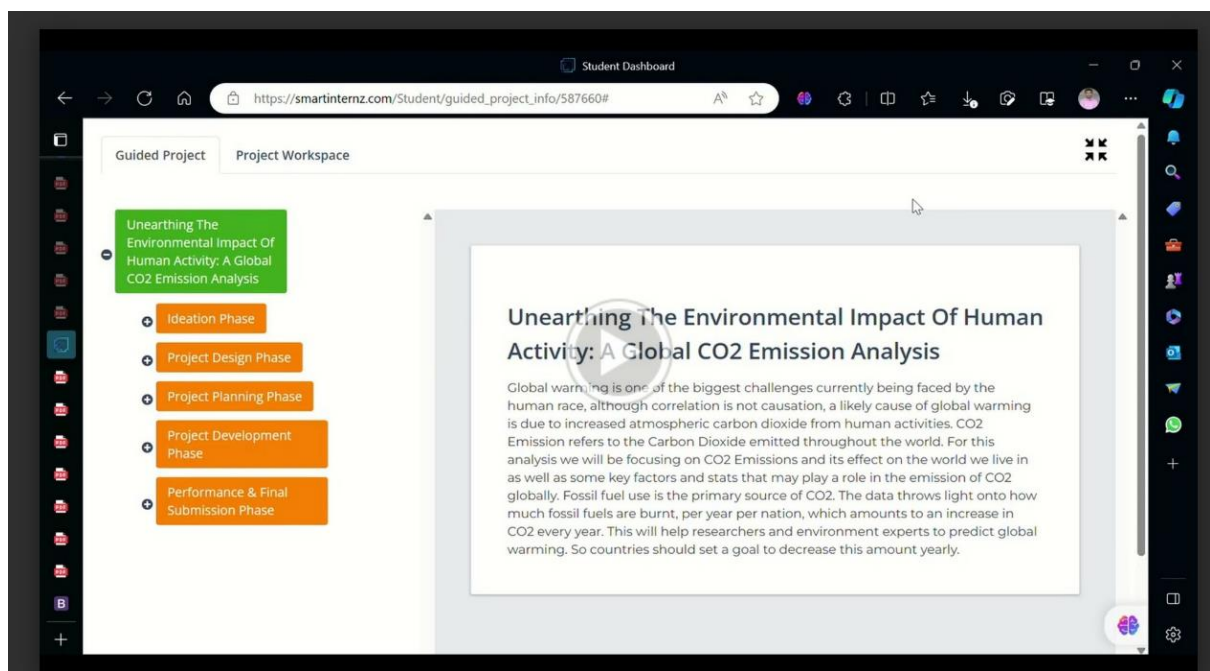 Student Dashboard
https://smartinternz.com/Student/guided_project_info/587660#
Guided Project
Project Workspace
Unearthing The
Environmental Impact Of
Human Activity: A Global
CO2 Emission Analysis
Ideation Phase
Project Design Phase
Project Planning Phase
Project Development
Phase
Performance & Final
Submission Phase
Unearthing The Environmental Impact Of Human
Activity: A Global CO2 Emission Analysis
Global warming is one of the biggest challenges currently being faced by the
human race, although correlation is not causation, a likely cause of global warming
is due to increased atmospheric carbon dioxide from human activities. CO2
Emission refers to the Carbon Dioxide emitted throughout the world. For this
analysis we will be focusing on CO2 Emissions and its effect on the world we live in
as well as some key factors and stats that may play a role in the emission of CO2
globally. Fossil fuel use is the primary source of CO2. The data throws light onto how
much fossil fuels are burnt, per year per nation, which amounts to an increase in
CO2 every year. This will help researchers and environment experts to predict global
warming. So countries should set a goal to decrease this amount yearly.